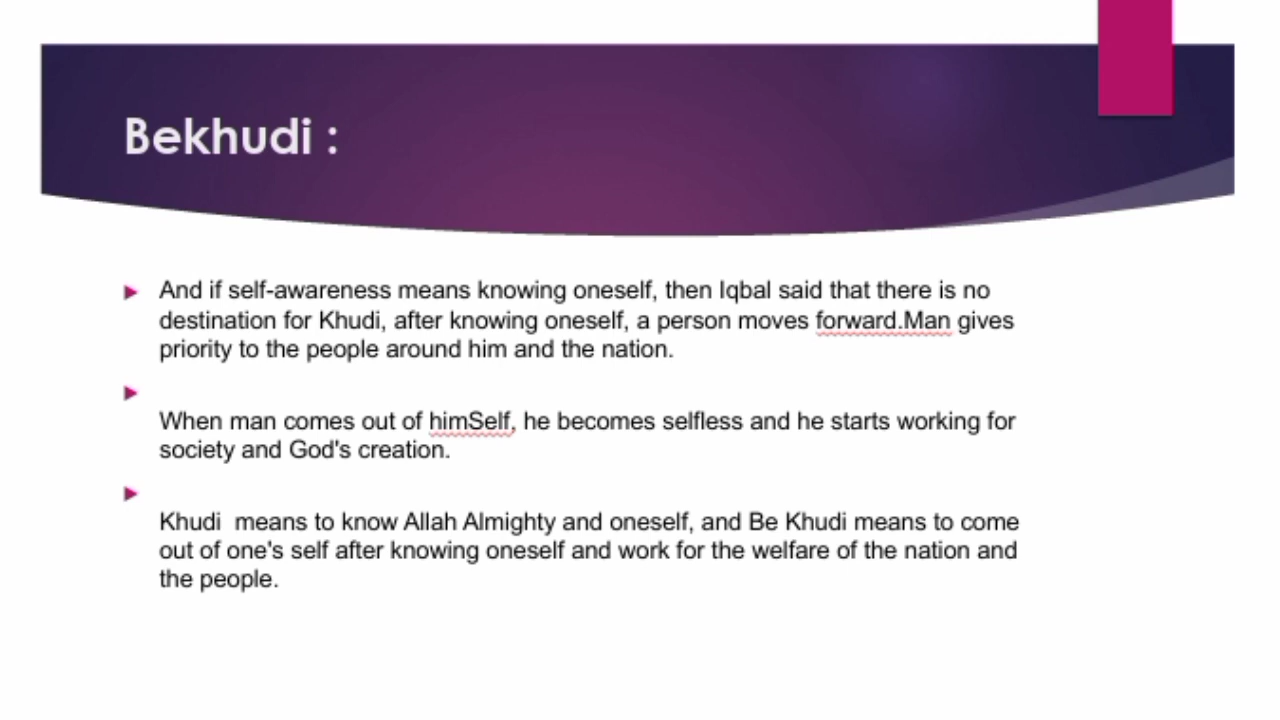 Bekhudi :
And if self-awareness means knowing oneself, then Iqbal said that there is no
destination for Khudi, after knowing oneself, a person moves forward.Man gives
priority to the people around him and the nation.
When man comes out of himSelf, he becomes selfless and he starts working for
society and God's creation.
Khudi  means to know Allah Almighty and oneself, and Be Khudi means to come
out of one's self after knowing oneself and work for the welfare of the nation and
the people.